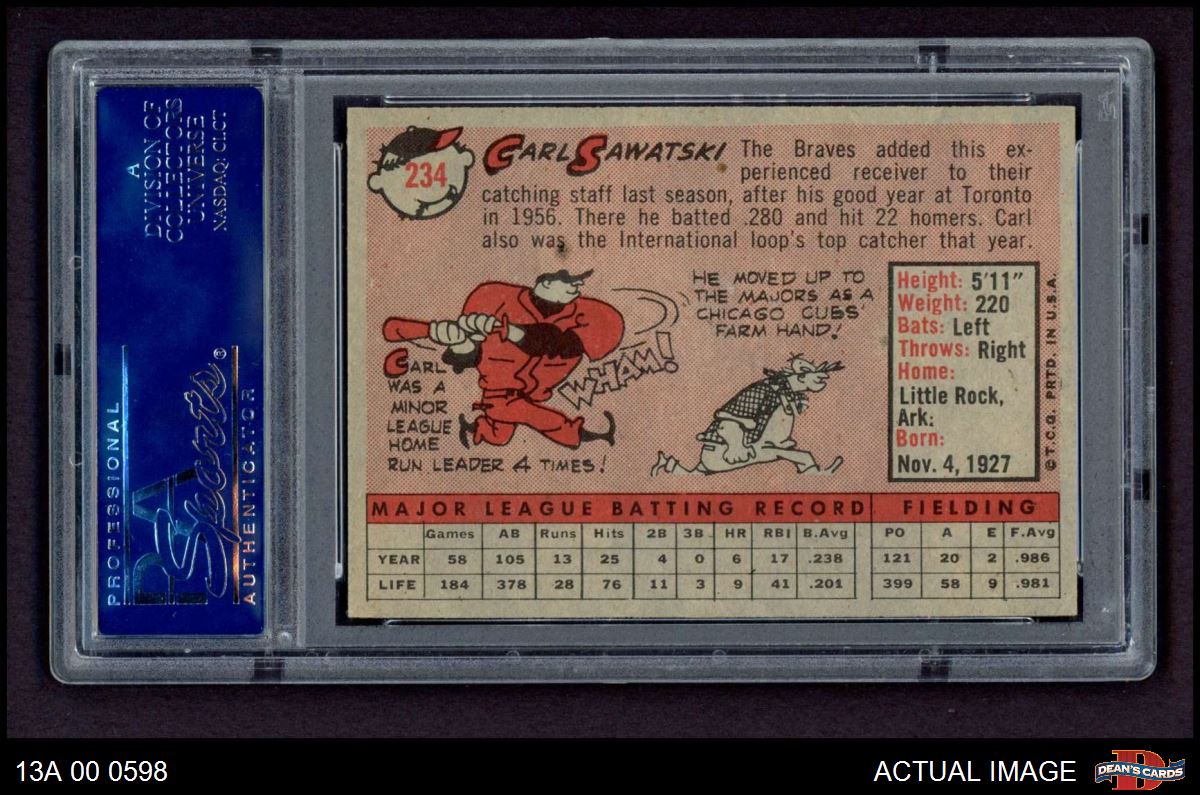 A
DIVISION OF
COLLECTORS
UNIVERSE
NASDAQ: CLCT
PROFESSIONAL
PSA
Sports®
AUTHENTICATOR
234
CARL SAWATSKI
The Braves added this ex-
perienced receiver to their
catching staff last season, after his good year at Toronto
in 1956. There he batted .280 and hit 22 homers. Carl
also was the International loop's top catcher that year.
CARL
WAS A
MINOR
LEAGUE
HOME
RUN LEADER 4 TIMES!
WHAM!
HE MOVED UP TO
THE MAJORS AS A
CHICAGO CUBS'
FARM HAND!
Height: 5'11"
Weight: 220
Bats: Left
Throws: Right
Home:
Little Rock,
Ark:
Born:
Nov. 4, 1927
©T.C.G. PRTD. IN U.S.A.
MAJOR LEAGUE BATTING RECORD FIELDING
Games AB Runs Hits 2B 3B HR RBI B.Avg PO A E F.Avg
YEAR 58 105 13 25 4 0 6 17 .238 121 20 2 .986
LIFE 184 378 28 76 11 3 9 41 .201 399 58 9 .981
13A 00 0598
ACTUAL IMAGE
D
DEAN'S CARDS